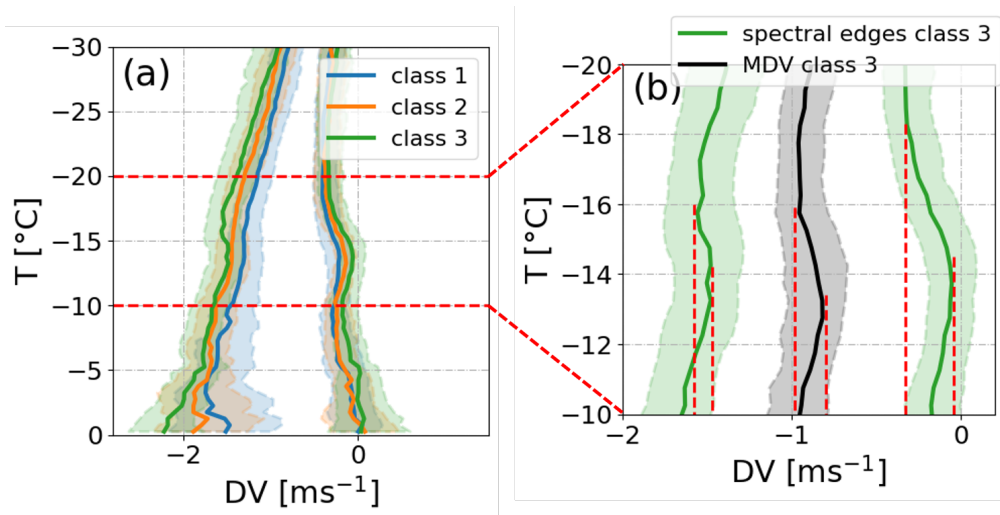 (a)
class 1
class 2
class 3
−30
−25
−20
−15
−10
−5
0
T [°C]
−2
0
DV [ms⁻¹]
spectral edges class 3
MDV class 3
(b)
−20
−18
−16
−14
−12
−10
T [°C]
−2
−1
0
DV [ms⁻¹]